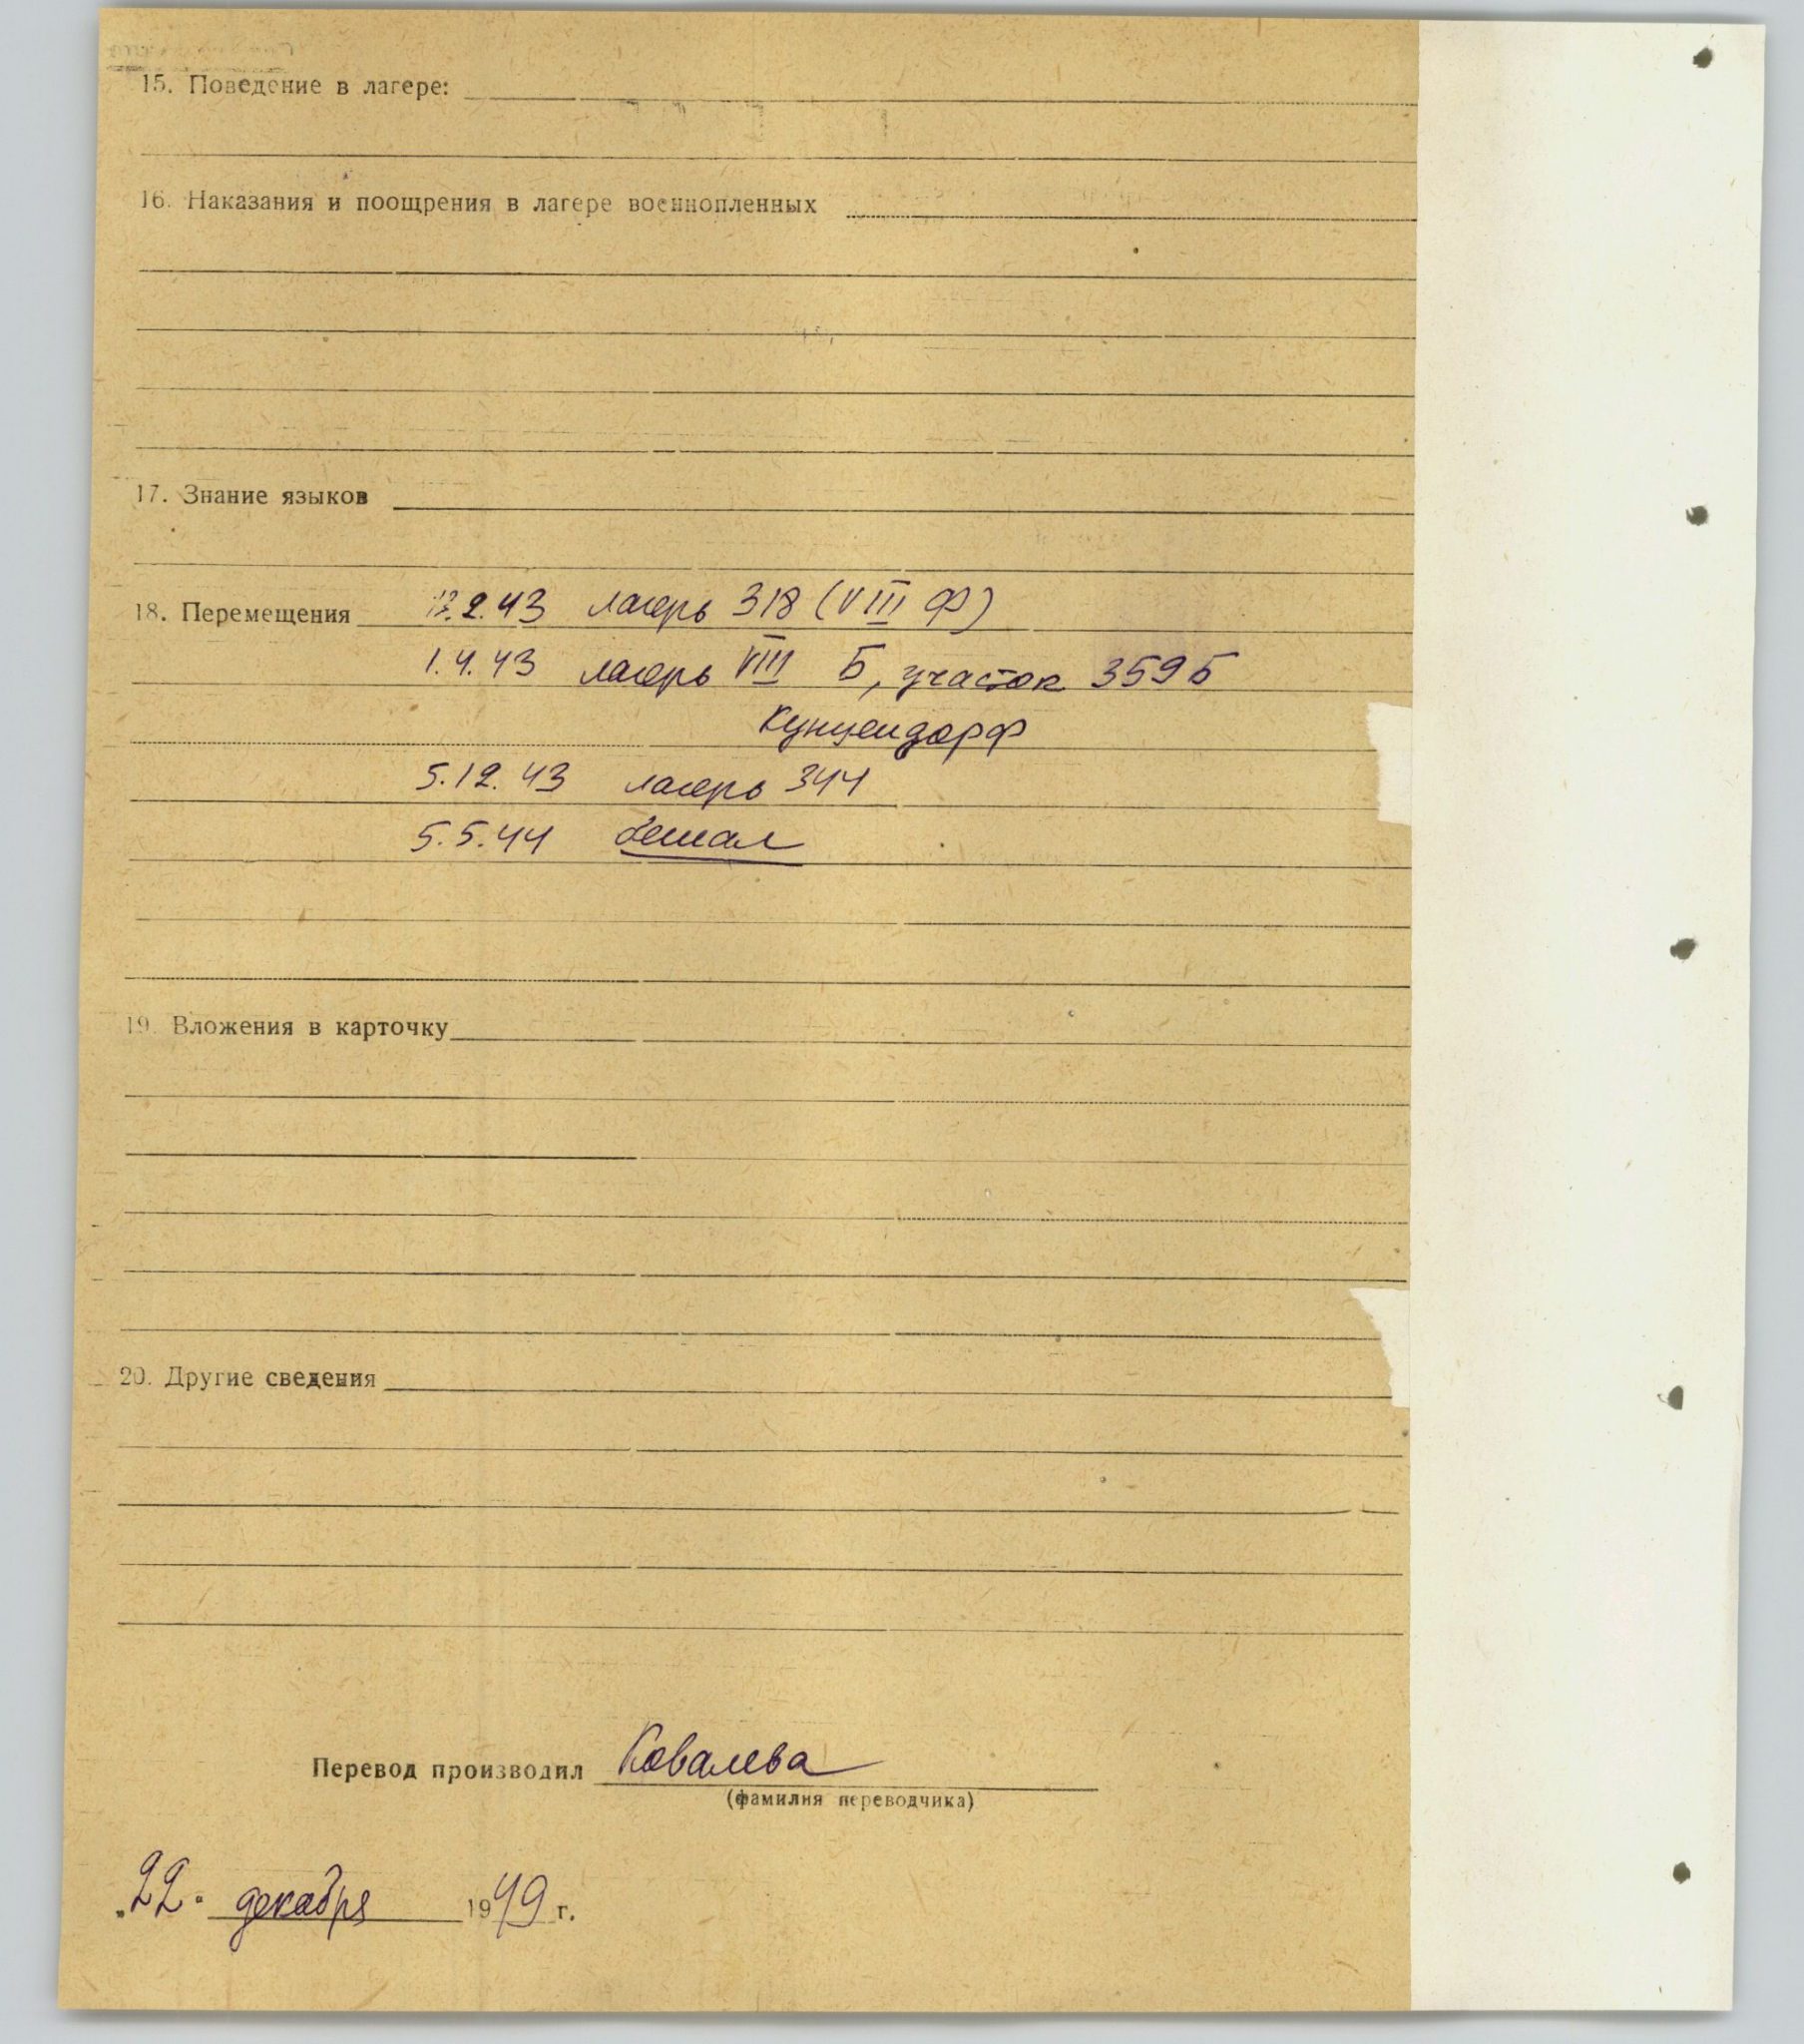 15. Поведение в лагере:
16. Наказания и поощрения в лагере военнопленных
17. Знание языков
18. Перемещения 13.2.43 лагерь 318 (VIII Ф)
1.4.43 лагерь VIII Б, участок 359 Б
Кунцендорф
5.12.43 лагерь 344
5.5.44 бежал
19. Вложения в карточку
20. Другие сведения
Перевод производил Ковалева
(фамилия переводчика)
„22" декабря 1949 г.